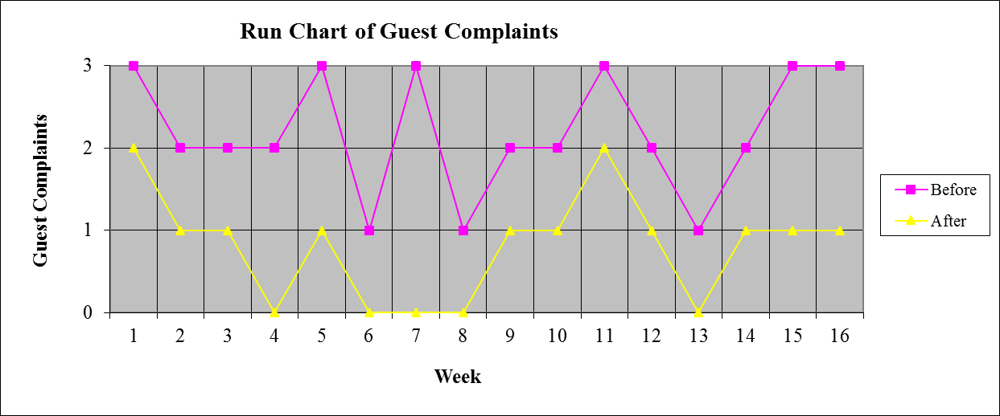 Run Chart of Guest Complaints
3
2
1
0
Guest Complaints
1 2 3 4 5 6 7 8 9 10 11 12 13 14 15 16
Week
Before
After